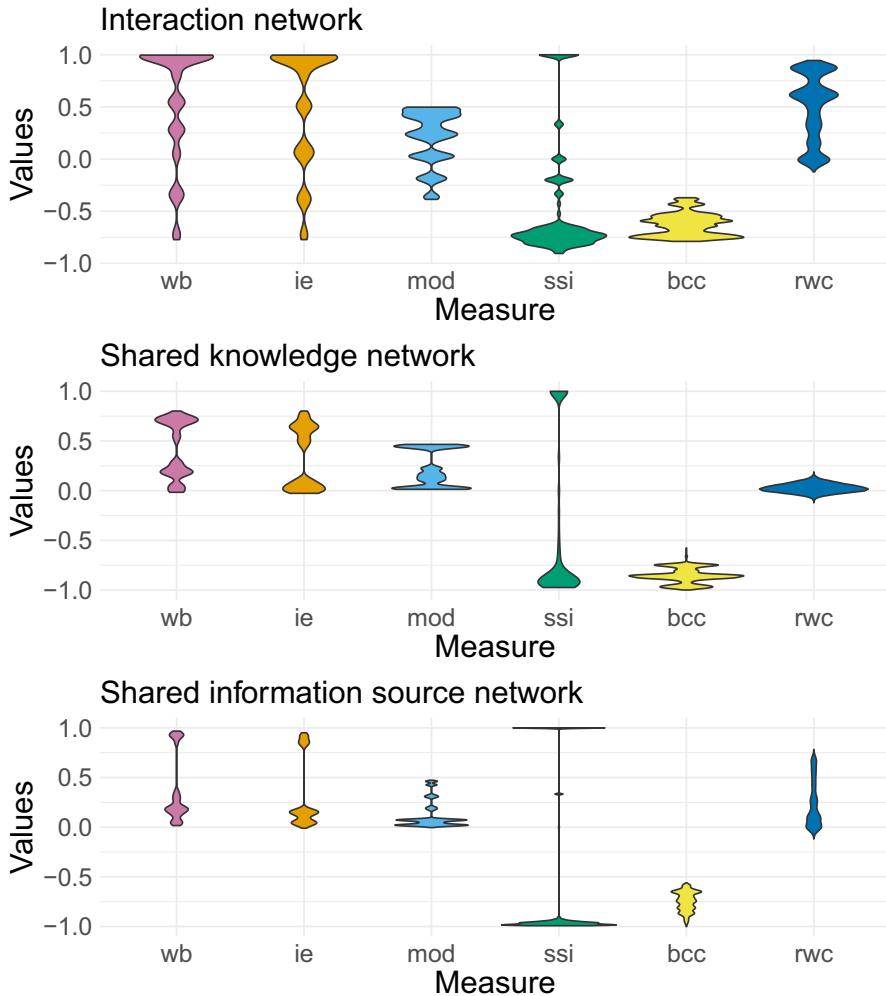 Interaction network
1.0
0.5
0.0
−0.5
−1.0
Values
wb ie mod ssi bcc rwc
Measure
Shared knowledge network
1.0
0.5
0.0
−0.5
−1.0
Values
wb ie mod ssi bcc rwc
Measure
Shared information source network
1.0
0.5
0.0
−0.5
−1.0
Values
wb ie mod ssi bcc rwc
Measure